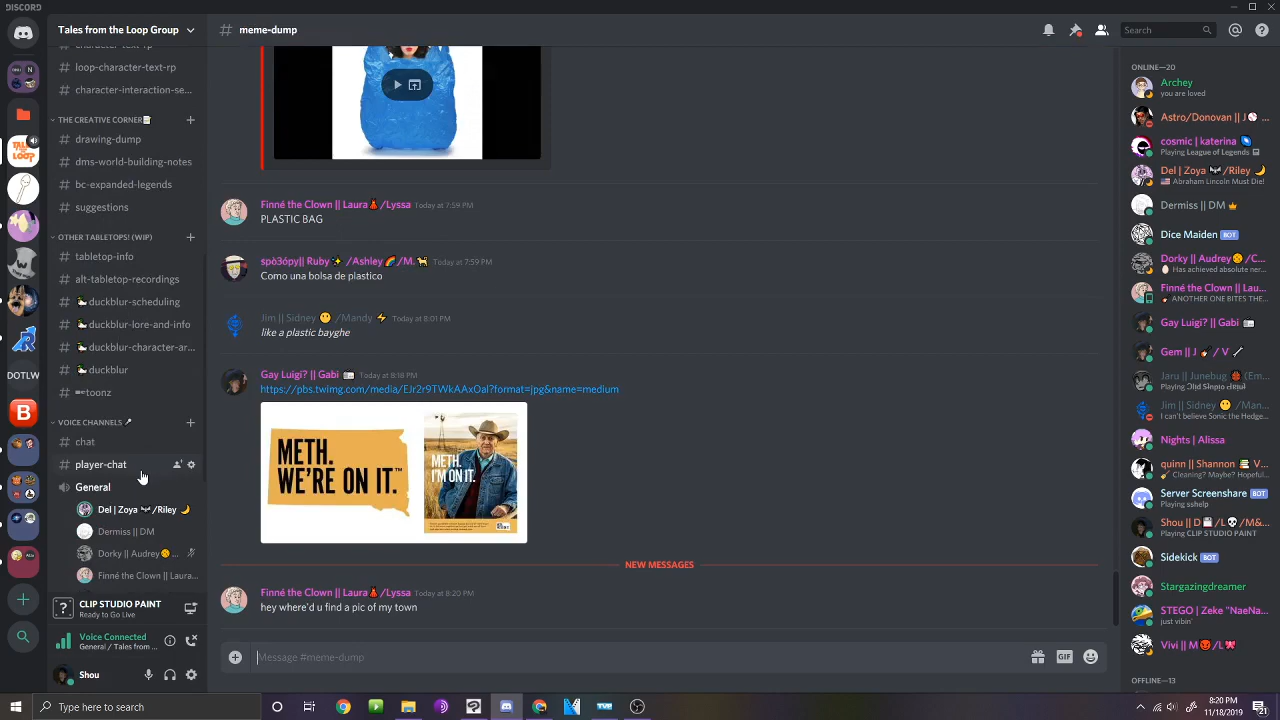 DISCORD
Tales from the Loop Group
# meme-dump
Search
# loop-character-text-rp
# character-interaction-se...
THE CREATIVE CORNER
# drawing-dump
# dms-world-building-notes
# bc-expanded-legends
# suggestions
OTHER TABLETOPS! (WIP)
# tabletop-info
# alt-tabletop-recordings
# duckblur-scheduling
# duckblur-lore-and-info
# duckblur-character-ar...
# duckblur
# toonz
VOICE CHANNELS
# chat
# player-chat
General
Del | Zoya /Riley
Dermiss || DM
Dorky || Audrey ...
Finné the Clown || Laura...
DOTLW
CLIP STUDIO PAINT
Ready to Go Live
Voice Connected
General / Tales from ...
Shou
Finné the Clown || Laura /Lyssa Today at 7:59 PM
PLASTIC BAG
spò3ópy|| Ruby /Ashley /M. Today at 7:59 PM
Como una bolsa de plastico
Jim || Sidney /Mandy Today at 8:01 PM
like a plastic bayghe
Gay Luigi? || Gabi Today at 8:18 PM
https://pbs.twimg.com/media/EJr2r9TWkAAxOal?format=jpg&name=medium
METH.
WE'RE ON IT.™
METH.
I'M ON IT.
NEW MESSAGES
Finné the Clown || Laura /Lyssa Today at 8:20 PM
hey where'd u find a pic of my town
Message #meme-dump
GIF
ONLINE—20
Archey
you are loved
Astro/Donovan || J ...
cosmic | katerina
Playing League of Legends
Del | Zoya /Riley
Abraham Lincoln Must Die!
Dermiss || DM
Dice Maiden BOT
Dorky || Audrey /C...
Has achieved absolute ner...
Finné the Clown || Lau...
ANOTHER ONE BITES THE...
Gay Luigi? || Gabi
Gem || / V
Jaru || Junebug (Em...
Jim || Sidney /Man...
I can't believe Sonic the Hedge...
Nights | Alissa
quinn || Shannon V...
Cleaning? Maybe? Hopeful...
Server Screenshare BOT
Playing sshelp
Shou || D /L /M&...
Playing CLIP STUDIO PAINT
Sidekick BOT
Stargazingdreamer
STEGO | Zeke "NaeNa...
just vibin'
Vivi || M /L
OFFLINE—13
Type here to search
8:20 PM
11/18/2019